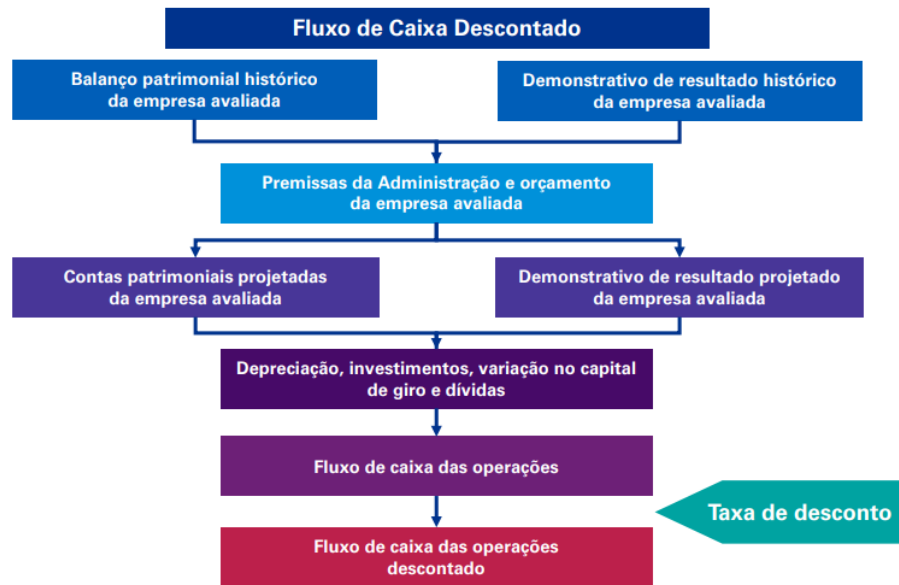 Fluxo de Caixa Descontado
Balanço patrimonial histórico
da empresa avaliada
Demonstrativo de resultado histórico
da empresa avaliada
Premissas da Administração e orçamento
da empresa avaliada
Contas patrimoniais projetadas
da empresa avaliada
Demonstrativo de resultado projetado
da empresa avaliada
Depreciação, investimentos, variação no capital
de giro e dívidas
Fluxo de caixa das operações
Taxa de desconto
Fluxo de caixa das operações
descontado